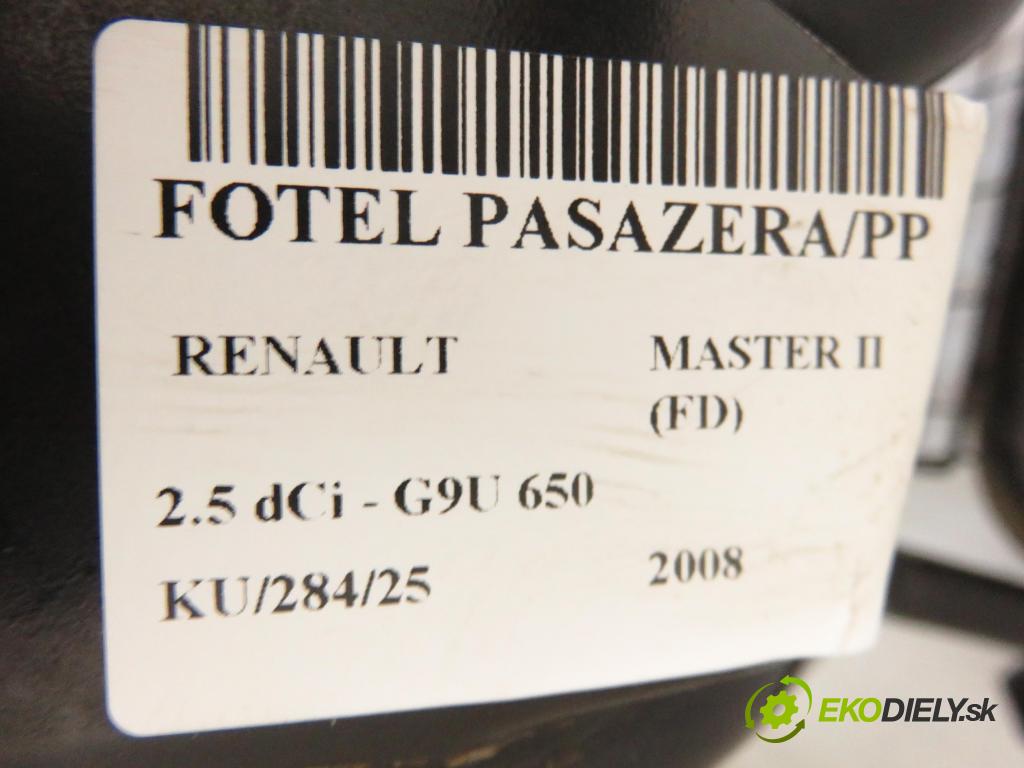 FOTEL PASAZERA/PP
RENAULT MASTER II
(FD)
2.5 dCi - G9U 650
KU/284/25 2008
EKODIELY.sk